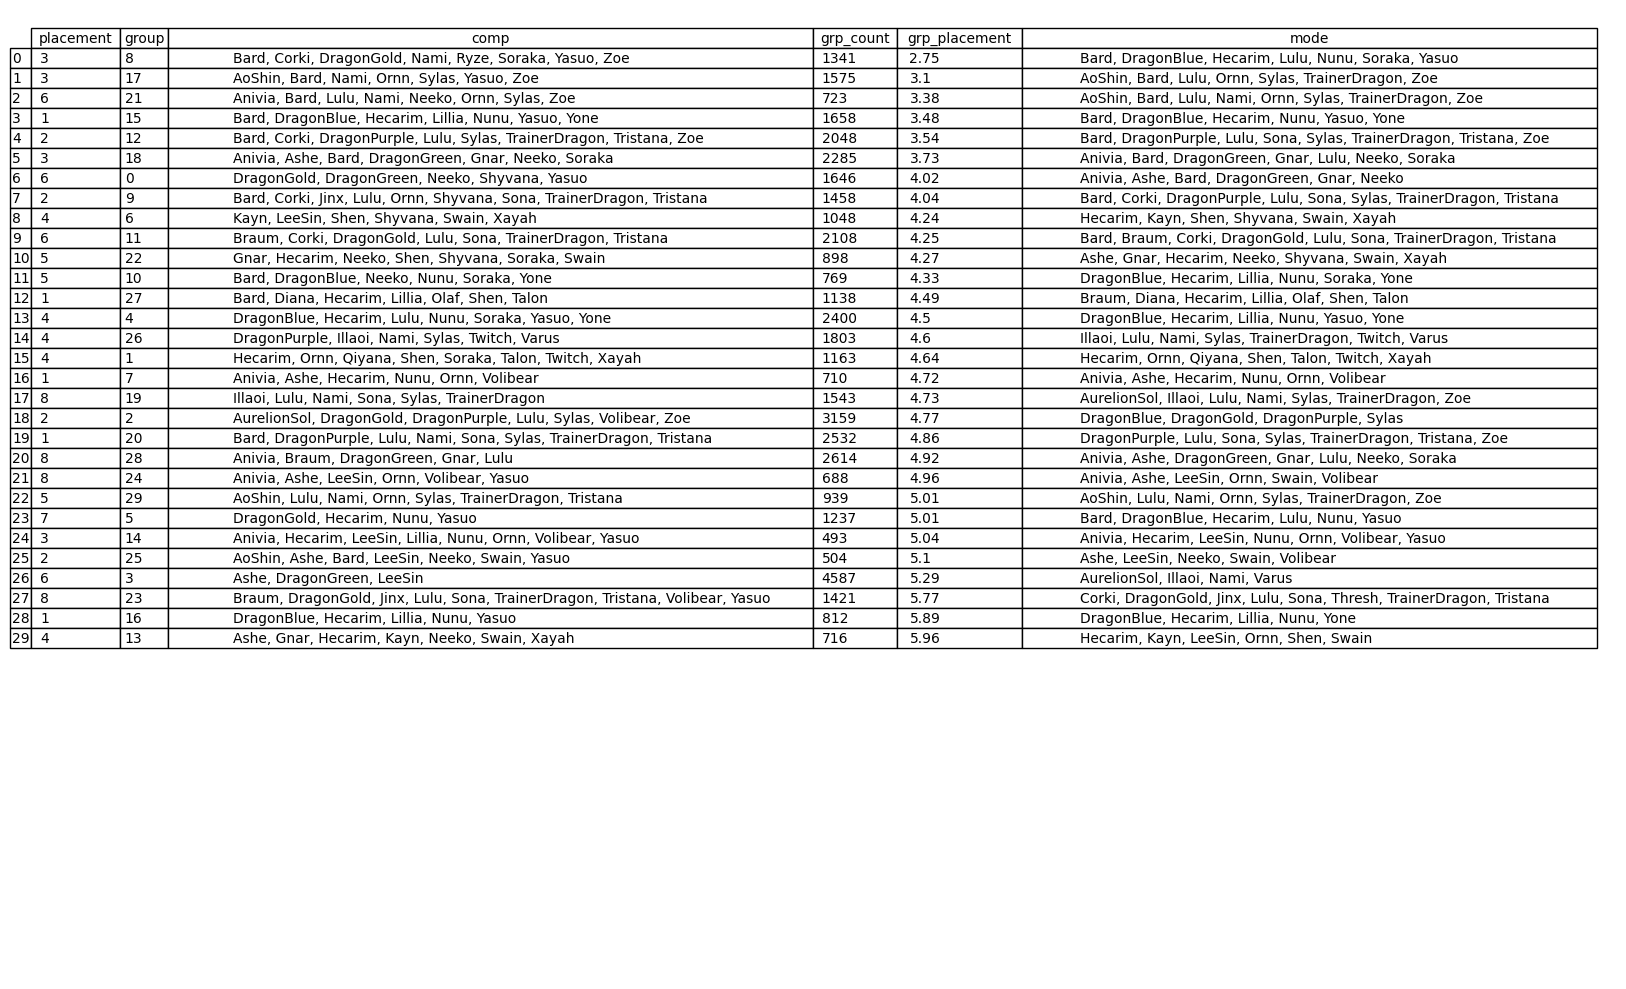 placement group comp grp_count grp_placement mode
0 3 8 Bard, Corki, DragonGold, Nami, Ryze, Soraka, Yasuo, Zoe 1341 2.75 Bard, DragonBlue, Hecarim, Lulu, Nunu, Soraka, Yasuo
1 3 17 AoShin, Bard, Nami, Ornn, Sylas, Yasuo, Zoe 1575 3.1 AoShin, Bard, Lulu, Ornn, Sylas, TrainerDragon, Zoe
2 6 21 Anivia, Bard, Lulu, Nami, Neeko, Ornn, Sylas, Zoe 723 3.38 AoShin, Bard, Lulu, Nami, Ornn, Sylas, TrainerDragon, Zoe
3 1 15 Bard, DragonBlue, Hecarim, Lillia, Nunu, Yasuo, Yone 1658 3.48 Bard, DragonBlue, Hecarim, Nunu, Yasuo, Yone
4 2 12 Bard, Corki, DragonPurple, Lulu, Sylas, TrainerDragon, Tristana, Zoe 2048 3.54 Bard, DragonPurple, Lulu, Sona, Sylas, TrainerDragon, Tristana, Zoe
5 3 18 Anivia, Ashe, Bard, DragonGreen, Gnar, Neeko, Soraka 2285 3.73 Anivia, Bard, DragonGreen, Gnar, Lulu, Neeko, Soraka
6 6 0 DragonGold, DragonGreen, Neeko, Shyvana, Yasuo 1646 4.02 Anivia, Ashe, Bard, DragonGreen, Gnar, Neeko
7 2 9 Bard, Corki, Jinx, Lulu, Ornn, Shyvana, Sona, TrainerDragon, Tristana 1458 4.04 Bard, Corki, DragonPurple, Lulu, Sona, Sylas, TrainerDragon, Tristana
8 4 6 Kayn, LeeSin, Shen, Shyvana, Swain, Xayah 1048 4.24 Hecarim, Kayn, Shen, Shyvana, Swain, Xayah
9 6 11 Braum, Corki, DragonGold, Lulu, Sona, TrainerDragon, Tristana 2108 4.25 Bard, Braum, Corki, DragonGold, Lulu, Sona, TrainerDragon, Tristana
10 5 22 Gnar, Hecarim, Neeko, Shen, Shyvana, Soraka, Swain 898 4.27 Ashe, Gnar, Hecarim, Neeko, Shyvana, Swain, Xayah
11 5 10 Bard, DragonBlue, Neeko, Nunu, Soraka, Yone 769 4.33 DragonBlue, Hecarim, Lillia, Nunu, Soraka, Yone
12 1 27 Bard, Diana, Hecarim, Lillia, Olaf, Shen, Talon 1138 4.49 Braum, Diana, Hecarim, Lillia, Olaf, Shen, Talon
13 4 4 DragonBlue, Hecarim, Lulu, Nunu, Soraka, Yasuo, Yone 2400 4.5 DragonBlue, Hecarim, Lillia, Nunu, Yasuo, Yone
14 4 26 DragonPurple, Illaoi, Nami, Sylas, Twitch, Varus 1803 4.6 Illaoi, Lulu, Nami, Sylas, TrainerDragon, Twitch, Varus
15 4 1 Hecarim, Ornn, Qiyana, Shen, Soraka, Talon, Twitch, Xayah 1163 4.64 Hecarim, Ornn, Qiyana, Shen, Talon, Twitch, Xayah
16 1 7 Anivia, Ashe, Hecarim, Nunu, Ornn, Volibear 710 4.72 Anivia, Ashe, Hecarim, Nunu, Ornn, Volibear
17 8 19 Illaoi, Lulu, Nami, Sona, Sylas, TrainerDragon 1543 4.73 AurelionSol, Illaoi, Lulu, Nami, Sylas, TrainerDragon, Zoe
18 2 2 AurelionSol, DragonGold, DragonPurple, Lulu, Sylas, Volibear, Zoe 3159 4.77 DragonBlue, DragonGold, DragonPurple, Sylas
19 1 20 Bard, DragonPurple, Lulu, Nami, Sona, Sylas, TrainerDragon, Tristana 2532 4.86 DragonPurple, Lulu, Sona, Sylas, TrainerDragon, Tristana, Zoe
20 8 28 Anivia, Braum, DragonGreen, Gnar, Lulu 2614 4.92 Anivia, Ashe, DragonGreen, Gnar, Lulu, Neeko, Soraka
21 8 24 Anivia, Ashe, LeeSin, Ornn, Volibear, Yasuo 688 4.96 Anivia, Ashe, LeeSin, Ornn, Swain, Volibear
22 5 29 AoShin, Lulu, Nami, Ornn, Sylas, TrainerDragon, Tristana 939 5.01 AoShin, Lulu, Nami, Ornn, Sylas, TrainerDragon, Zoe
23 7 5 DragonGold, Hecarim, Nunu, Yasuo 1237 5.01 Bard, DragonBlue, Hecarim, Lulu, Nunu, Yasuo
24 3 14 Anivia, Hecarim, LeeSin, Lillia, Nunu, Ornn, Volibear, Yasuo 493 5.04 Anivia, Hecarim, LeeSin, Nunu, Ornn, Volibear, Yasuo
25 2 25 AoShin, Ashe, Bard, LeeSin, Neeko, Swain, Yasuo 504 5.1 Ashe, LeeSin, Neeko, Swain, Volibear
26 6 3 Ashe, DragonGreen, LeeSin 4587 5.29 AurelionSol, Illaoi, Nami, Varus
27 8 23 Braum, DragonGold, Jinx, Lulu, Sona, TrainerDragon, Tristana, Volibear, Yasuo 1421 5.77 Corki, DragonGold, Jinx, Lulu, Sona, Thresh, TrainerDragon, Tristana
28 1 16 DragonBlue, Hecarim, Lillia, Nunu, Yasuo 812 5.89 DragonBlue, Hecarim, Lillia, Nunu, Yone
29 4 13 Ashe, Gnar, Hecarim, Kayn, Neeko, Swain, Xayah 716 5.96 Hecarim, Kayn, LeeSin, Ornn, Shen, Swain